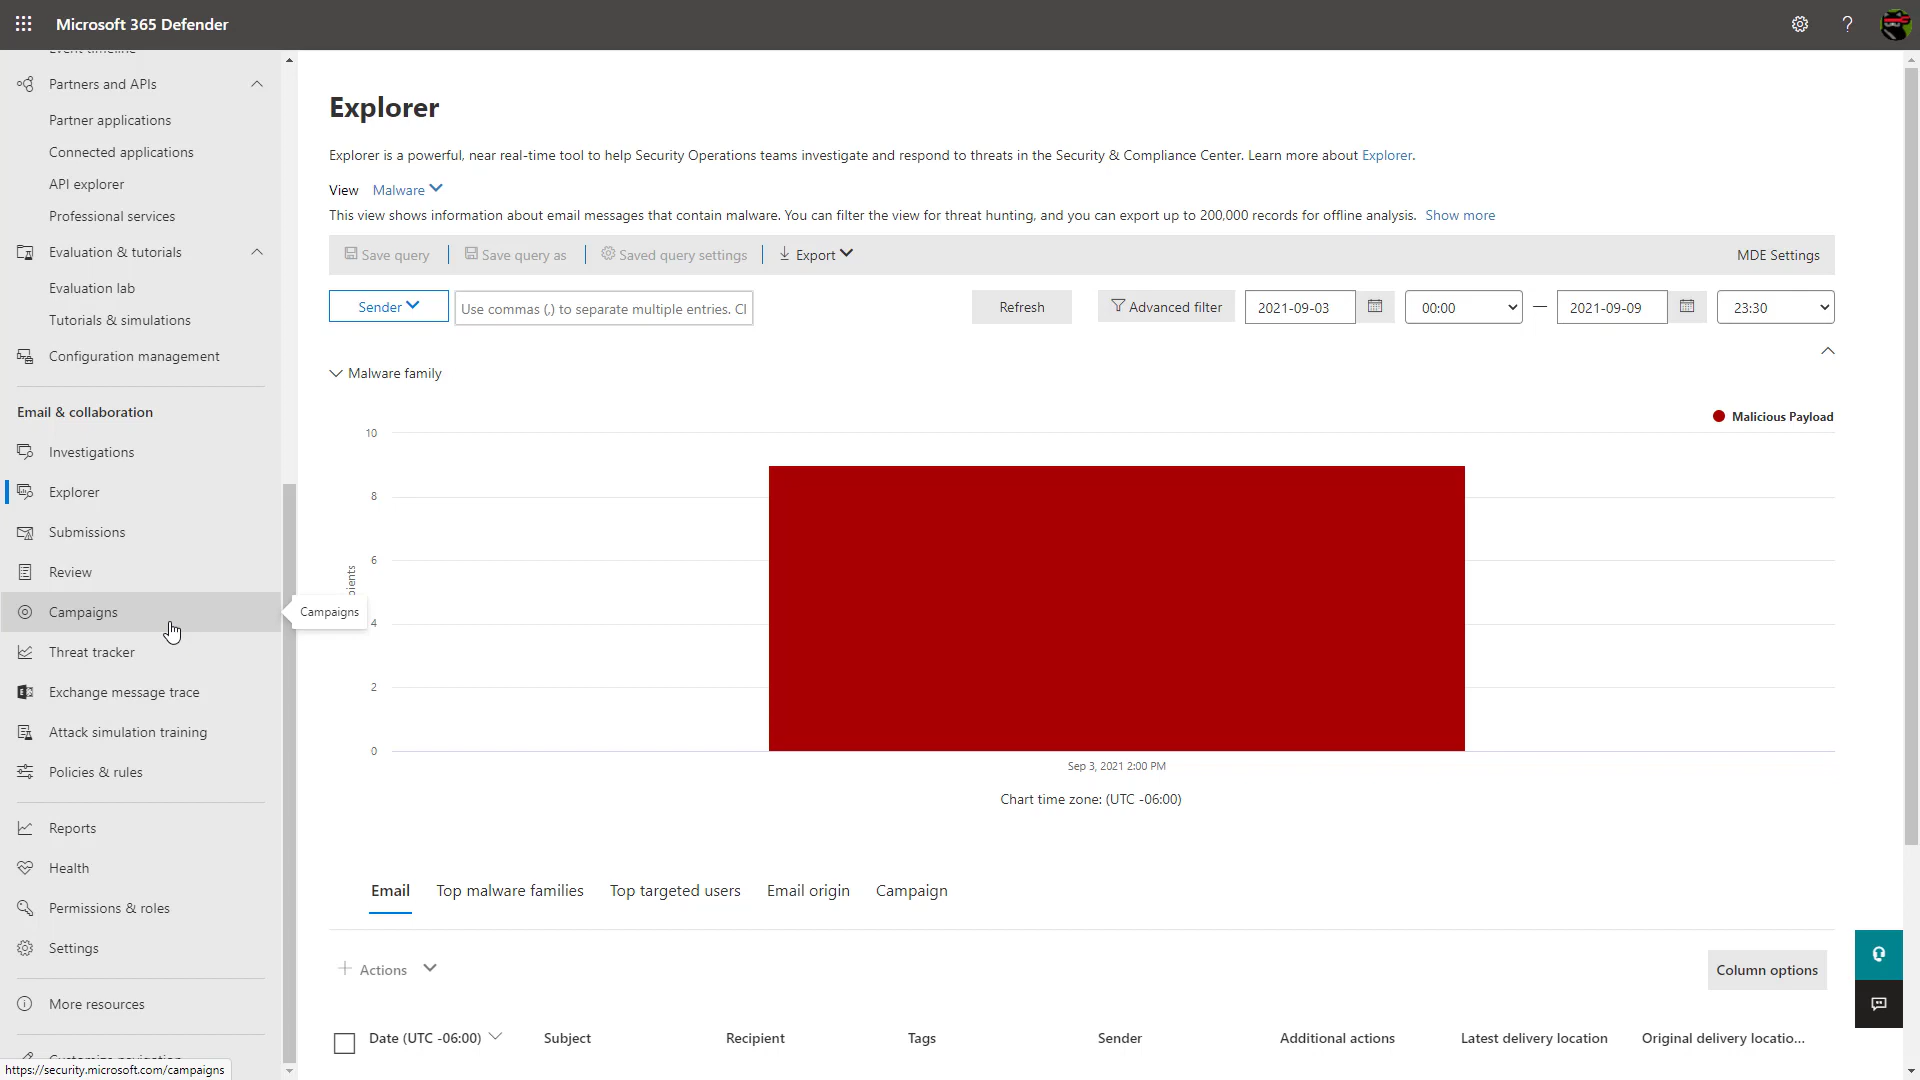 Microsoft 365 Defender
?
Event timeline
Partners and APIs
Partner applications
Connected applications
API explorer
Professional services
Evaluation & tutorials
Evaluation lab
Tutorials & simulations
Configuration management
Email & collaboration
Investigations
Explorer
Submissions
Review
Campaigns
Threat tracker
Exchange message trace
Attack simulation training
Policies & rules
Reports
Health
Permissions & roles
Settings
More resources
Customize navigation
https://security.microsoft.com/campaigns
Campaigns
Explorer
Explorer is a powerful, near real-time tool to help Security Operations teams investigate and respond to threats in the Security & Compliance Center. Learn more about Explorer.
View Malware
This view shows information about email messages that contain malware. You can filter the view for threat hunting, and you can export up to 200,000 records for offline analysis. Show more
Save query Save query as Saved query settings Export MDE Settings
Sender Use commas (,) to separate multiple entries. Cl Refresh Advanced filter 2021-09-03 00:00 — 2021-09-09 23:30
Malware family
Malicious Payload
10
8
6
4
2
0
Sep 3, 2021 2:00 PM
Chart time zone: (UTC -06:00)
Email Top malware families Top targeted users Email origin Campaign
Actions Column options
Date (UTC -06:00) Subject Recipient Tags Sender Additional actions Latest delivery location Original delivery locatio...